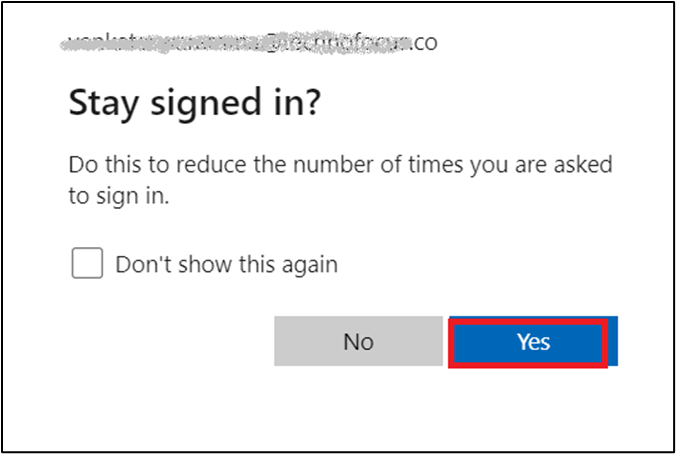 .co
Stay signed in?
Do this to reduce the number of times you are asked
to sign in.
Don't show this again
No
Yes